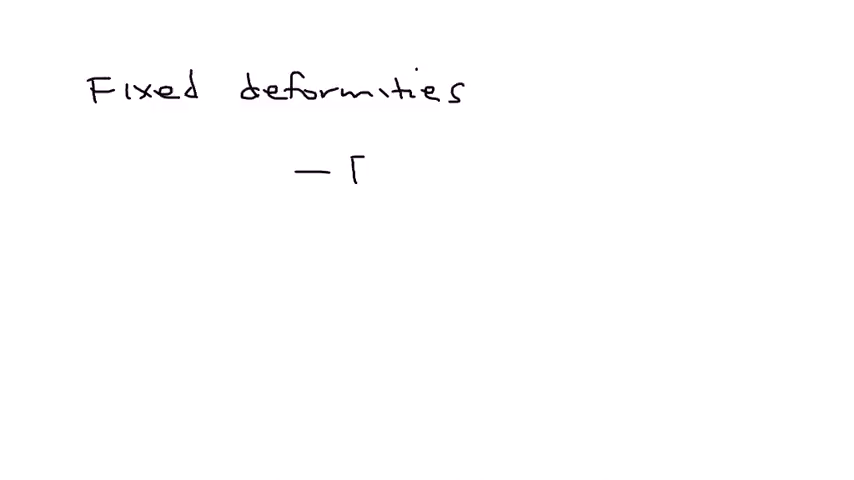 Fixed deformities
—